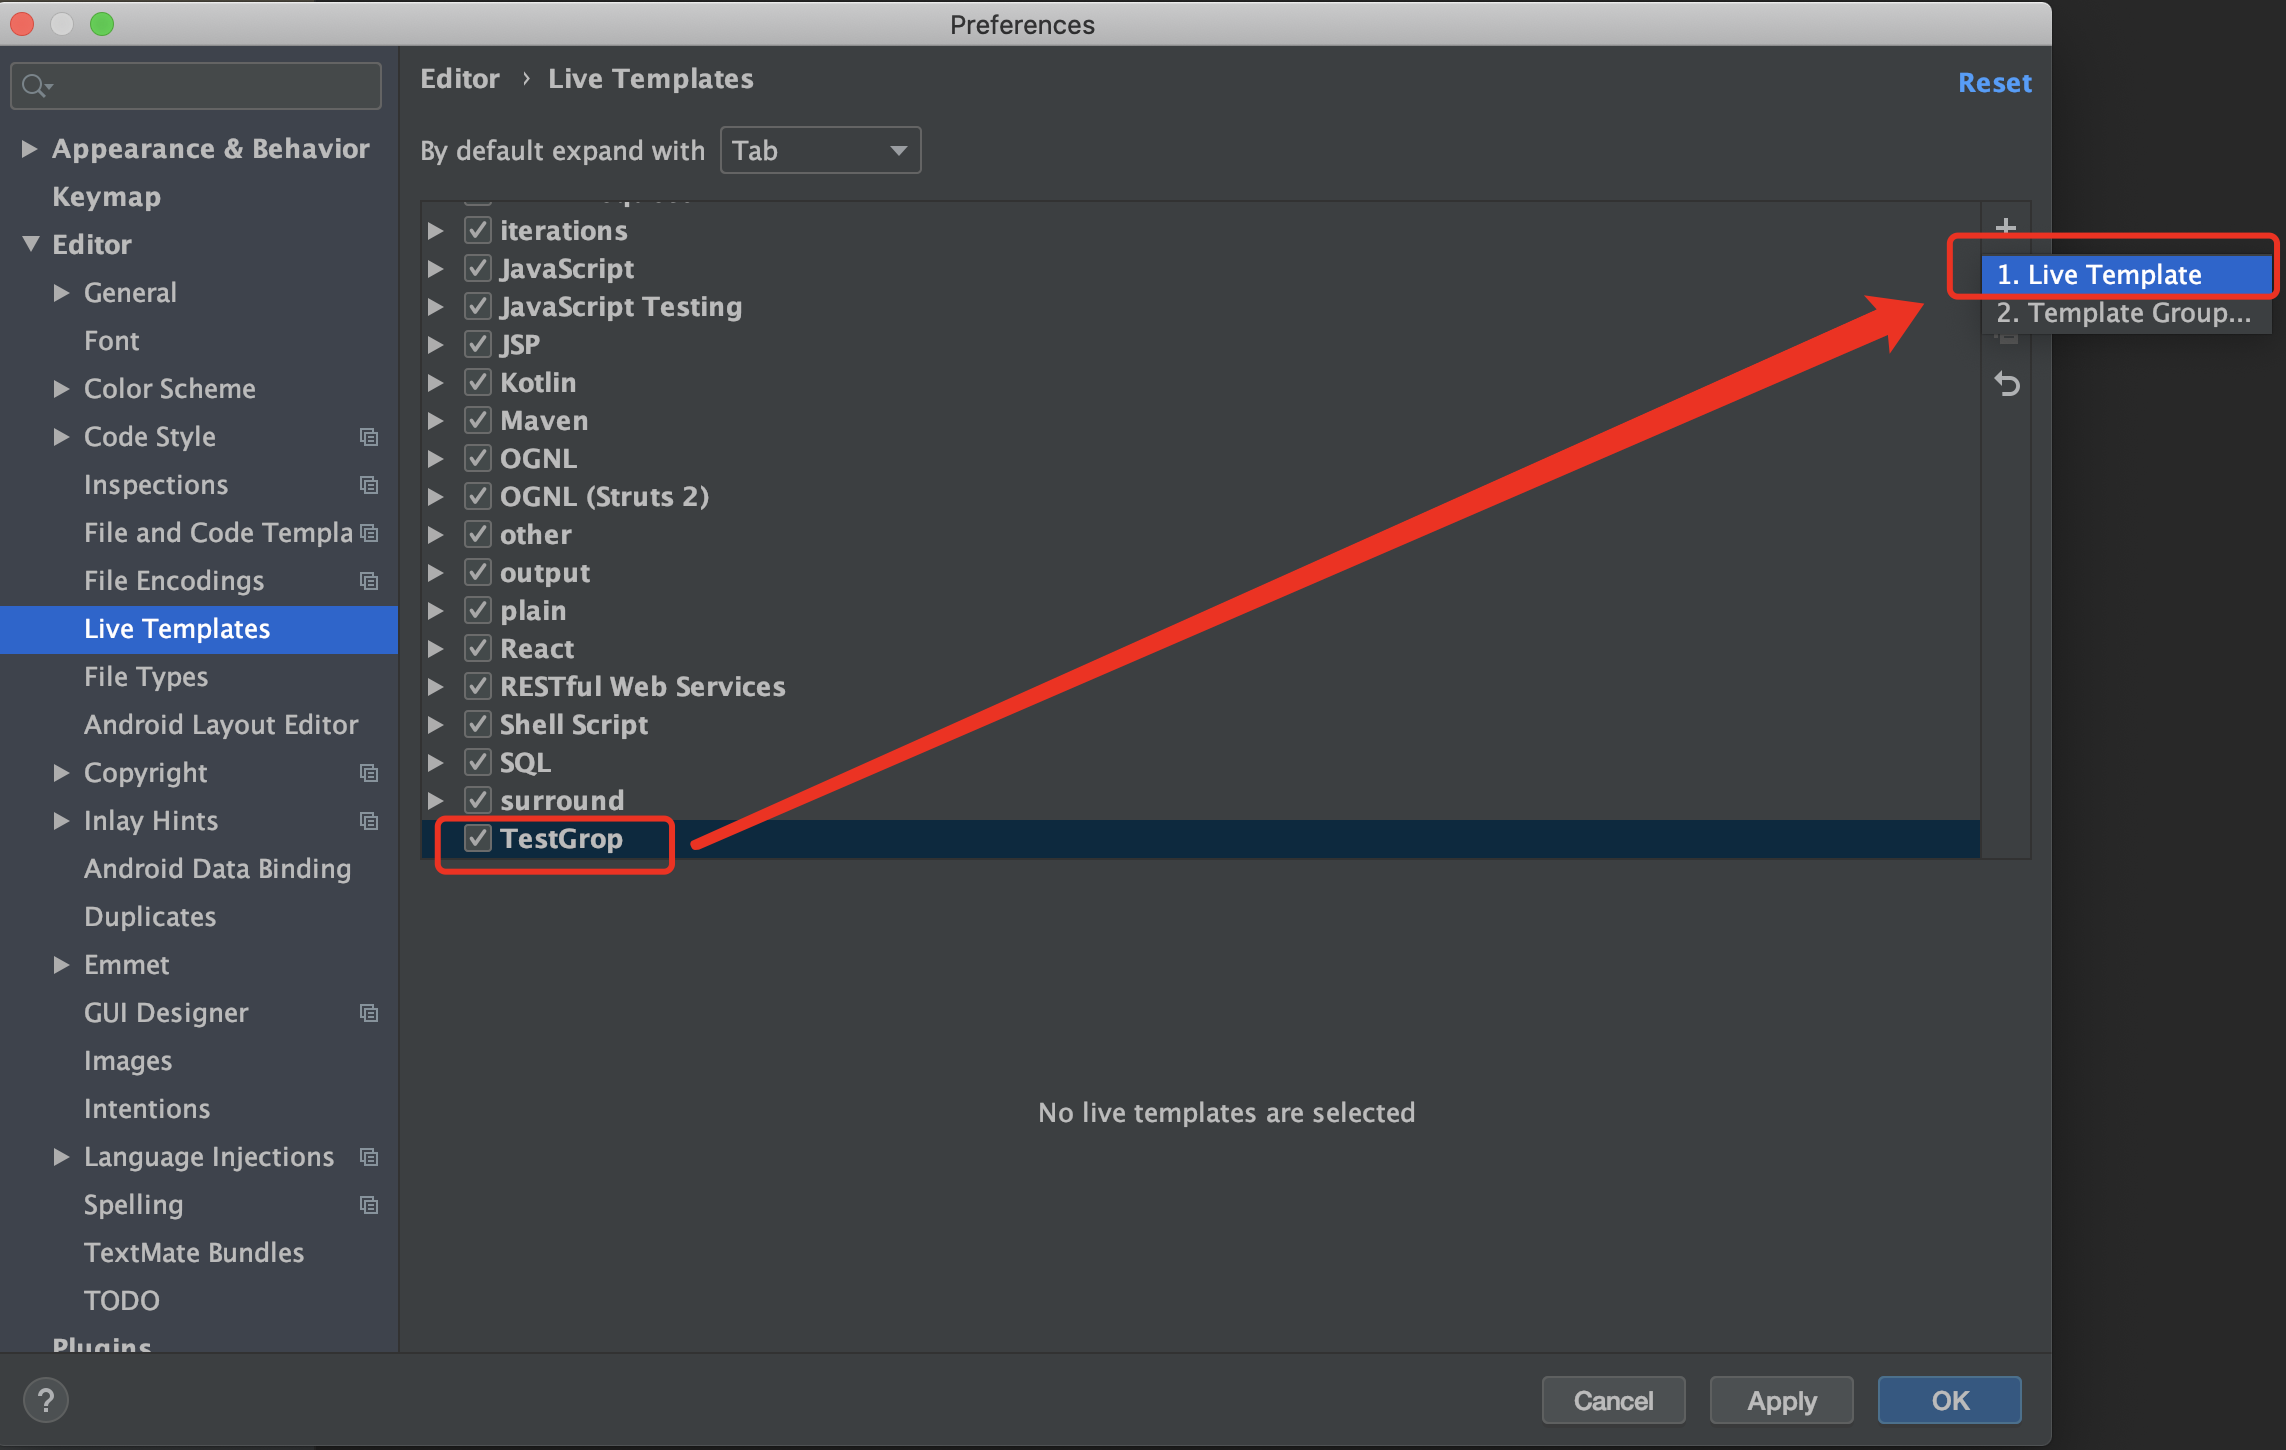 Preferences
Appearance & Behavior
Keymap
Editor
General
Font
Color Scheme
Code Style
Inspections
File and Code Templa
File Encodings
Live Templates
File Types
Android Layout Editor
Copyright
Inlay Hints
Android Data Binding
Duplicates
Emmet
GUI Designer
Images
Intentions
Language Injections
Spelling
TextMate Bundles
TODO
Plugins
Editor › Live Templates
Reset
By default expand with Tab
iterations
JavaScript
JavaScript Testing
JSP
Kotlin
Maven
OGNL
OGNL (Struts 2)
other
output
plain
React
RESTful Web Services
Shell Script
SQL
surround
TestGrop
1. Live Template
2. Template Group...
No live templates are selected
?
Cancel
Apply
OK